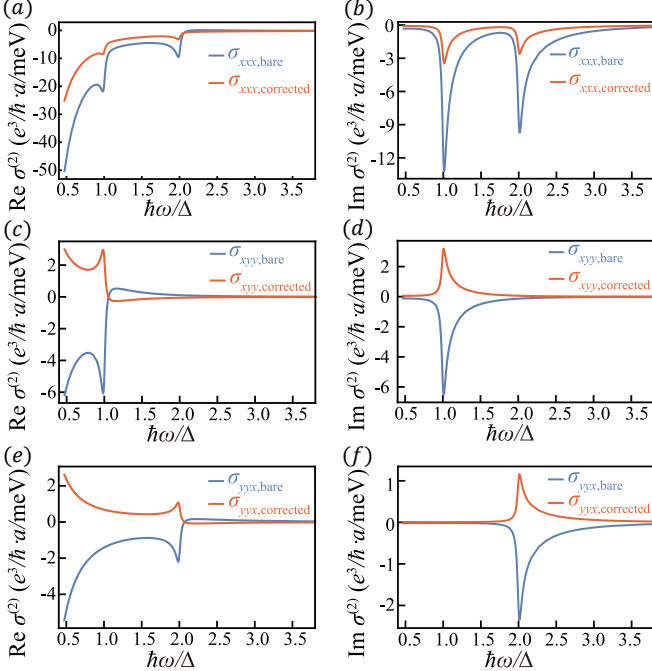 (a)
Re σ⁽²⁾ (e³/ħ ·a/meV)
0
-10
-20
-30
-40
-50
σxxx,bare
σxxx,corrected
0.5 1.0 1.5 2.0 2.5 3.0 3.5
ħω/Δ
(b)
Im σ⁽²⁾ (e³/ħ ·a/meV)
0
-3
-6
-9
-12
σxxx,bare
σxxx,corrected
0.5 1.0 1.5 2.0 2.5 3.0 3.5
ħω/Δ
(c)
Re σ⁽²⁾ (e³/ħ ·a/meV)
2
0
-2
-4
-6
σxyy,bare
σxyy,corrected
0.5 1.0 1.5 2.0 2.5 3.0 3.5
ħω/Δ
(d)
Im σ⁽²⁾ (e³/ħ ·a/meV)
2
0
-2
-4
-6
σxyy,bare
σxyy,corrected
0.5 1.0 1.5 2.0 2.5 3.0 3.5
ħω/Δ
(e)
Re σ⁽²⁾ (e³/ħ ·a/meV)
2
0
-2
-4
σyyx,bare
σyyx,corrected
0.5 1.0 1.5 2.0 2.5 3.0 3.5
ħω/Δ
(f)
Im σ⁽²⁾ (e³/ħ ·a/meV)
1
0
-1
-2
σyyx,bare
σyyx,corrected
0.5 1.0 1.5 2.0 2.5 3.0 3.5
ħω/Δ